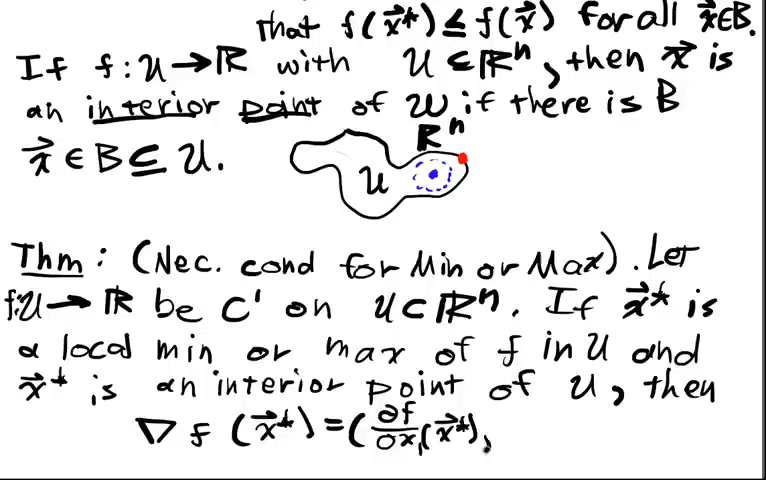 that f(x⃗*) ≤ f(x⃗) for all x⃗∈B.
If f: U → ℝ with U ⊆ ℝⁿ, then x⃗ is
an interior point of U if there is B
x⃗ ∈ B ⊆ U.
ℝⁿ
U
Thm: (Nec. cond for Min or Max). Let
f:U → ℝ be C¹ on U⊂ℝⁿ. If x⃗* is
a local min or max of f in U and
x⃗* is an interior point of U, then
∇f(x⃗*) = (∂f/∂x₁(x⃗*),